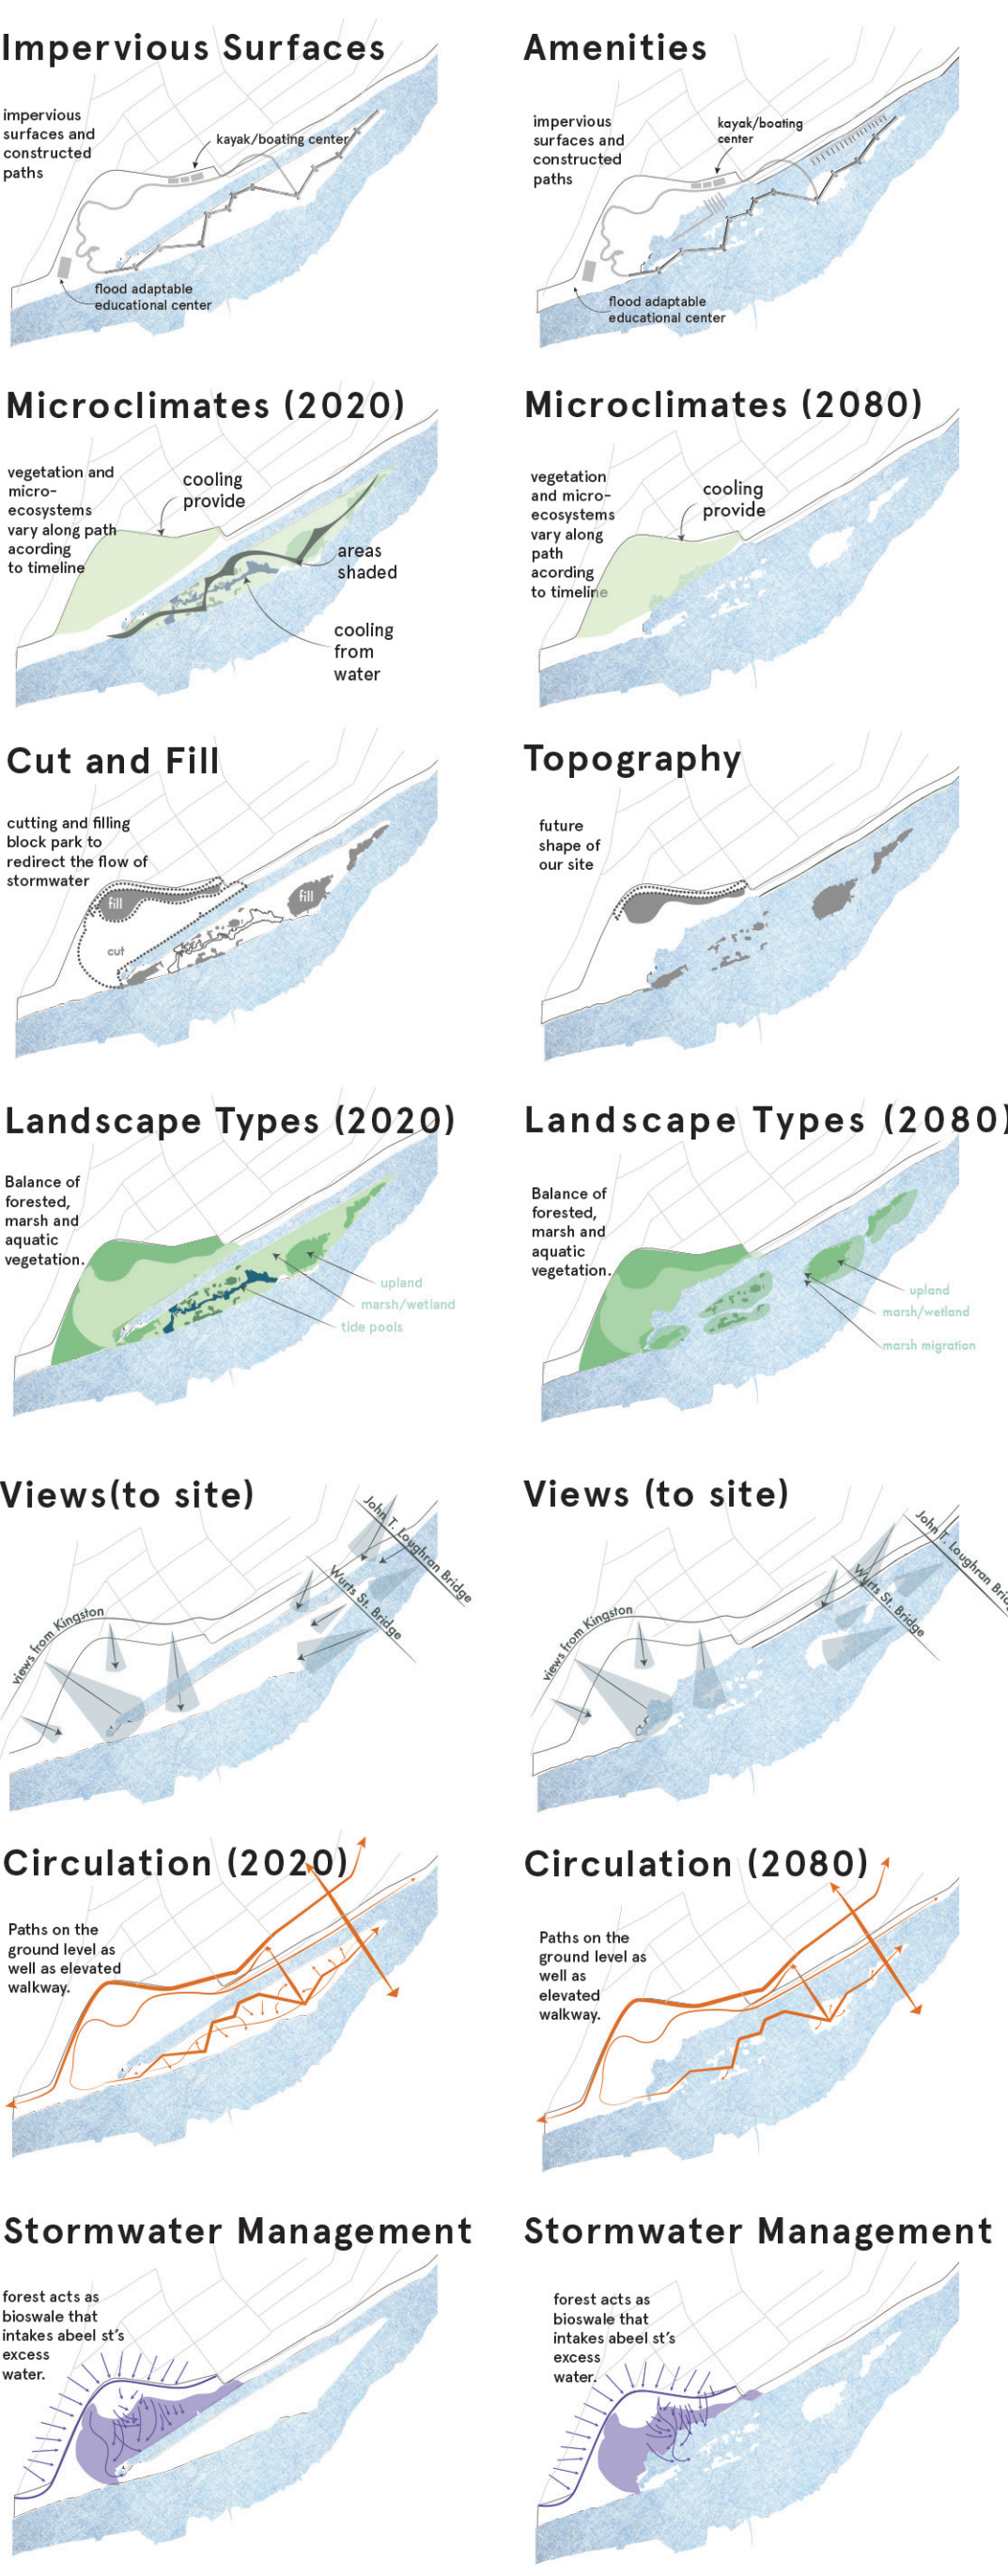 Impervious Surfaces
impervious
surfaces and
constructed
paths
kayak/boating center
flood adaptable
educational center
Amenities
impervious
surfaces and
constructed
paths
kayak/boating
center
flood adaptable
educational center
Microclimates (2020)
vegetation and
micro-
ecosystems
vary along path
acording
to timeline
cooling
provide
areas
shaded
cooling
from
water
Microclimates (2080)
vegetation
and micro-
ecosystems
vary along
path
acording
to timeline
cooling
provide
Cut and Fill
cutting and filling
block park to
redirect the flow of
stormwater
fill
fill
cut
Topography
future
shape of
our site
Landscape Types (2020)
Balance of
forested,
marsh and
aquatic
vegetation.
upland
marsh/wetland
tide pools
Landscape Types (2080)
Balance of
forested,
marsh and
aquatic
vegetation.
upland
marsh/wetland
marsh migration
Views(to site)
John T. Loughran Bridge
Wurts St. Bridge
views from Kingston
Views (to site)
John T. Loughran Bri
Wurts St. Bridge
views from Kingston
Circulation (2020)
Paths on the
ground level as
well as elevated
walkway.
Circulation (2080)
Paths on the
ground level as
well as
elevated
walkway.
Stormwater Management
forest acts as
bioswale that
intakes abeel st's
excess
water.
Stormwater Management
forest acts as
bioswale that
intakes abeel st's
excess
water.